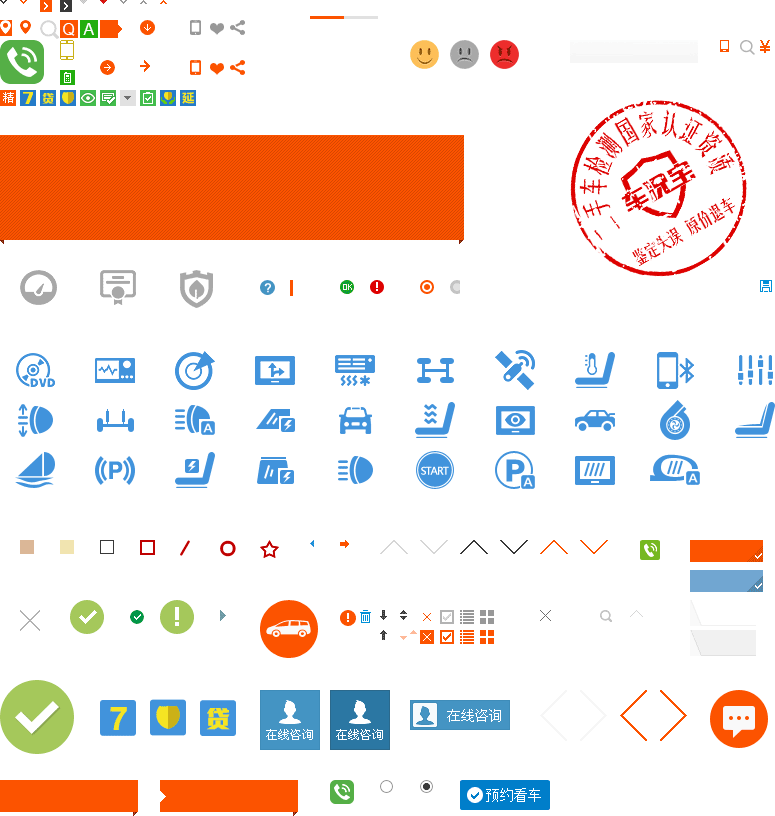 Q A
精 7 贷 延
二手车检测国家认证资质
车况宝
鉴定失误 原价退车
? OK !
DVD
A
P START P A A
!
!
7 贷
在线咨询 在线咨询 在线咨询
预约看车